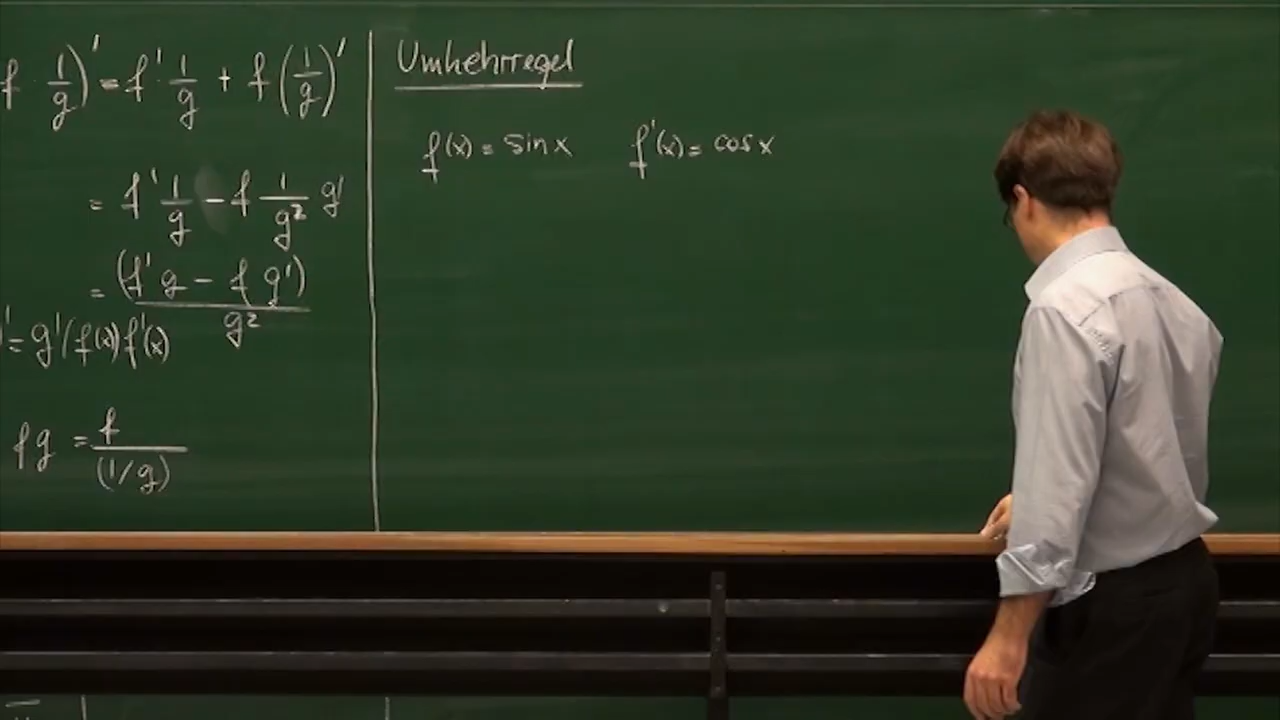 f · 1/g)' = f' · 1/g + f (1/g)'
= f' 1/g - f 1/g² g'
= (f' g - f g')/g²
' = g'(f(x)) f'(x)
f g = f/(1/g)
Umkehrregel
f(x) = sin x    f'(x) = cos x